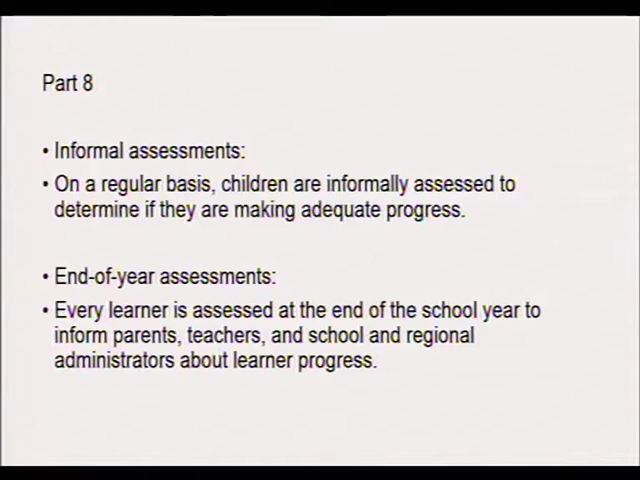 Part 8
• Informal assessments:
• On a regular basis, children are informally assessed to
determine if they are making adequate progress.
• End-of-year assessments:
• Every learner is assessed at the end of the school year to
inform parents, teachers, and school and regional
administrators about learner progress.